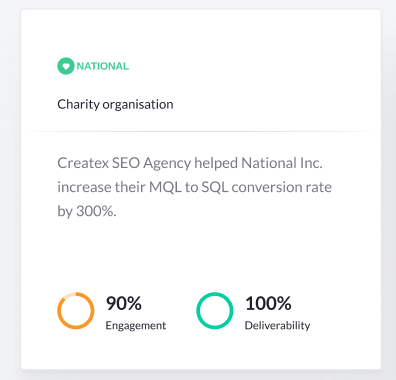 NATIONAL
Charity organisation
Createx SEO Agency helped National Inc.
increase their MQL to SQL conversion rate
by 300%.
90%
Engagement
100%
Deliverability